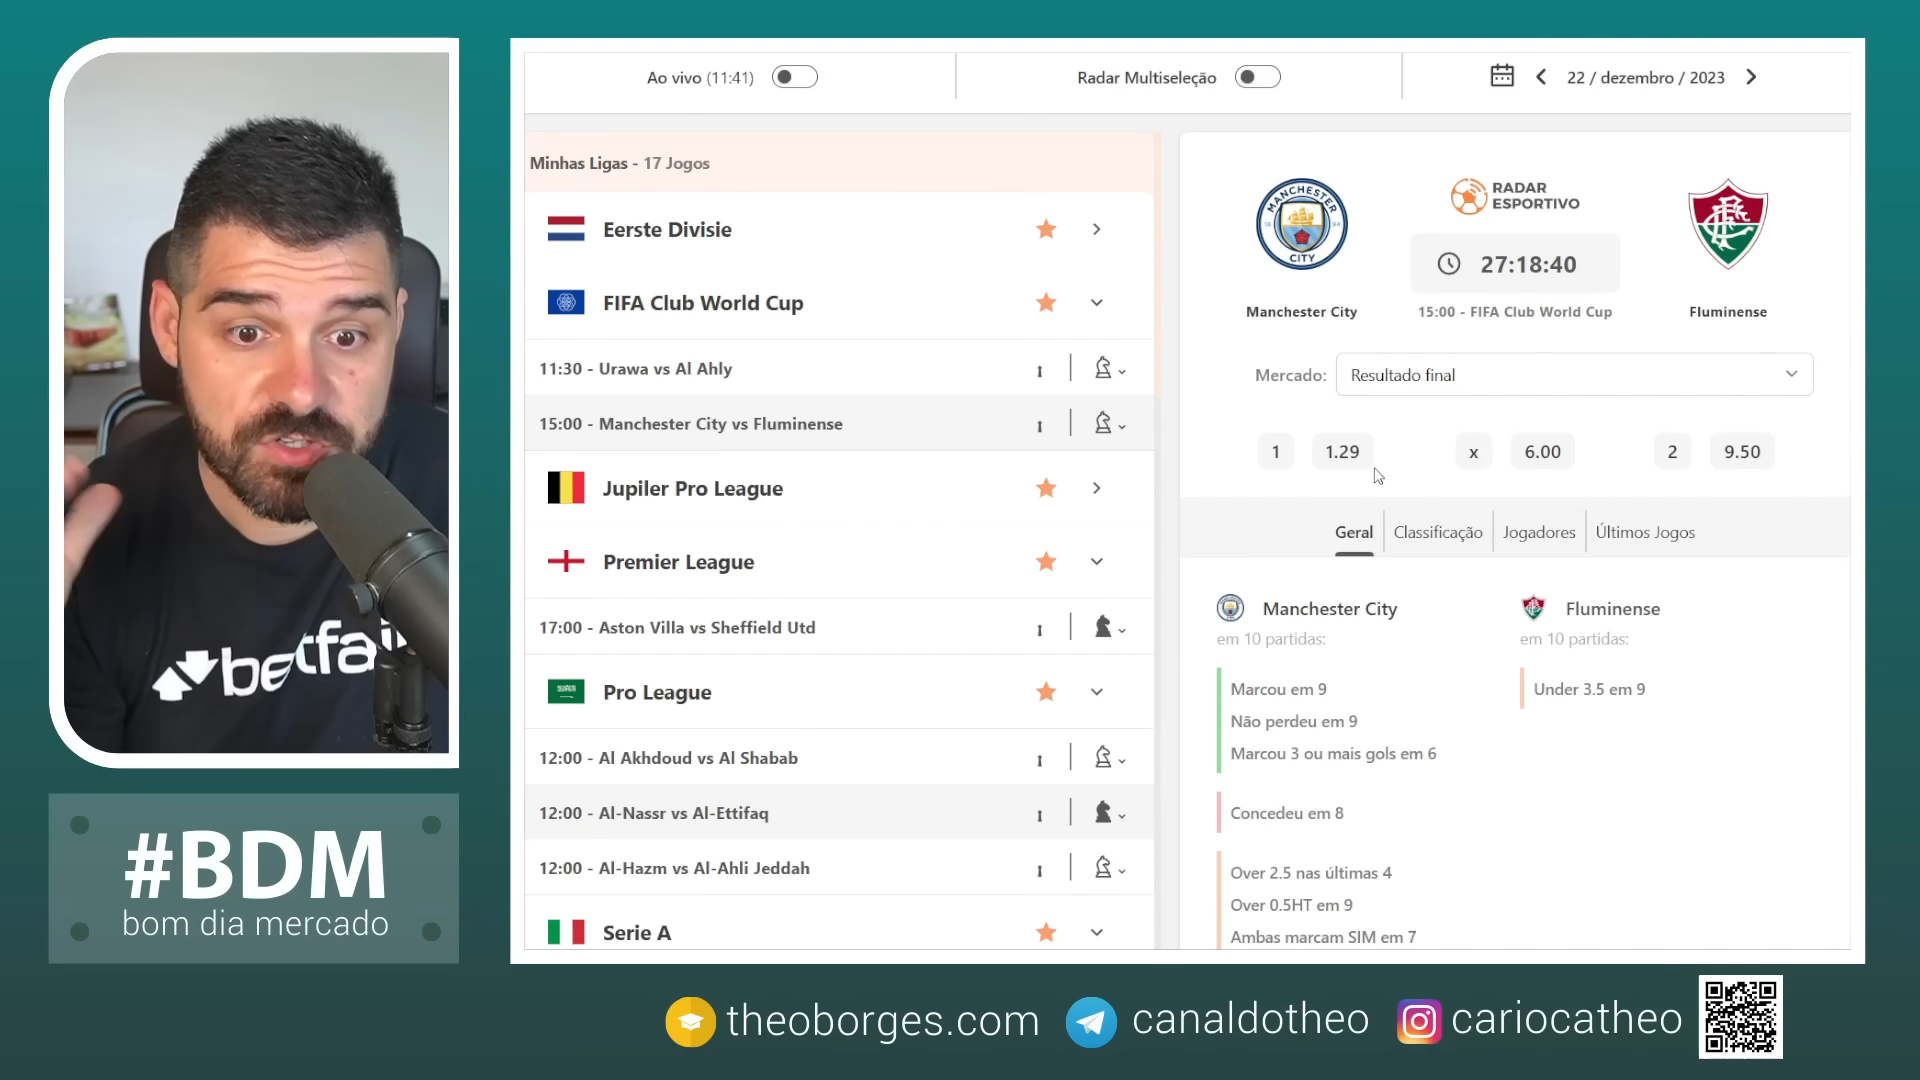 Ao vivo (11:41)
Radar Multiseleção
22 / dezembro / 2023
Minhas Ligas - 17 Jogos
Eerste Divisie
FIFA Club World Cup
11:30 - Urawa vs Al Ahly
15:00 - Manchester City vs Fluminense
Jupiler Pro League
Premier League
17:00 - Aston Villa vs Sheffield Utd
Pro League
12:00 - Al Akhdoud vs Al Shabab
12:00 - Al-Nassr vs Al-Ettifaq
12:00 - Al-Hazm vs Al-Ahli Jeddah
Serie A
MANCHESTER
CITY
RADAR
ESPORTIVO
27:18:40
Manchester City
15:00 - FIFA Club World Cup
Fluminense
Mercado:
Resultado final
1 1.29 x 6.00 2 9.50
Geral
Classificação
Jogadores
Últimos Jogos
Manchester City
em 10 partidas:
Marcou em 9
Não perdeu em 9
Marcou 3 ou mais gols em 6
Concedeu em 8
Over 2.5 nas últimas 4
Over 0.5HT em 9
Ambas marcam SIM em 7
Fluminense
em 10 partidas:
Under 3.5 em 9
betfair
#BDM
bom dia mercado
theoborges.com
canaldotheo
cariocatheo